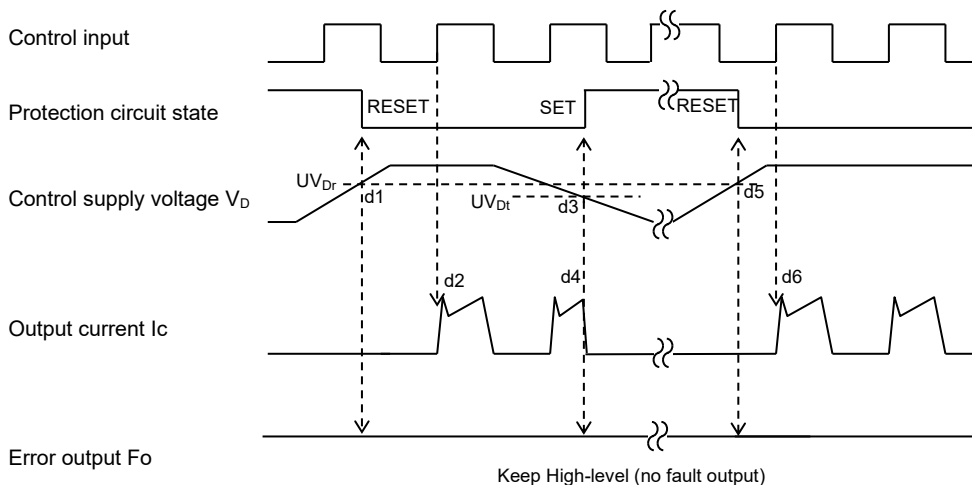 Control input
Protection circuit state
RESET
SET
RESET
Control supply voltage VD
UVDr
d1
UVDt
d3
d5
d2
d4
d6
Output current Ic
Error output Fo
Keep High-level (no fault output)